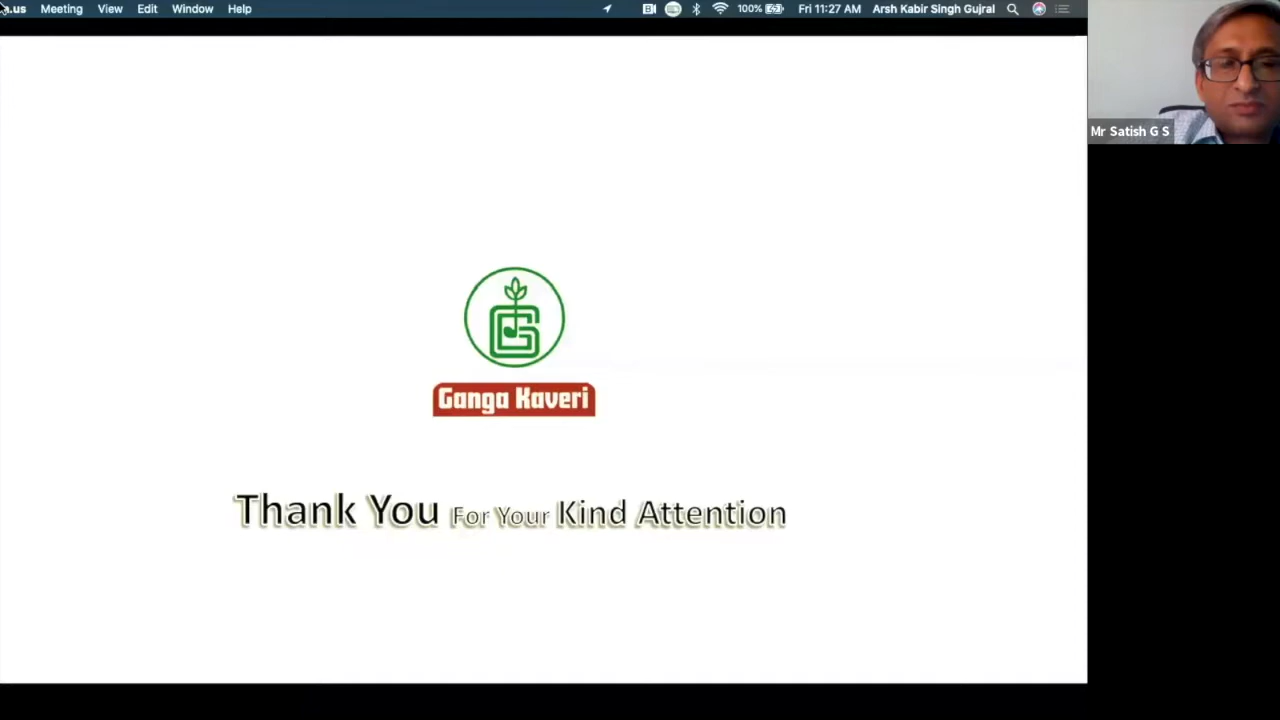 m.us Meeting View Edit Window Help 100% Fri 11:27 AM Arsh Kabir Singh Gujral
Mr Satish G S
G
Ganga Kaveri
Thank You For Your Kind Attention